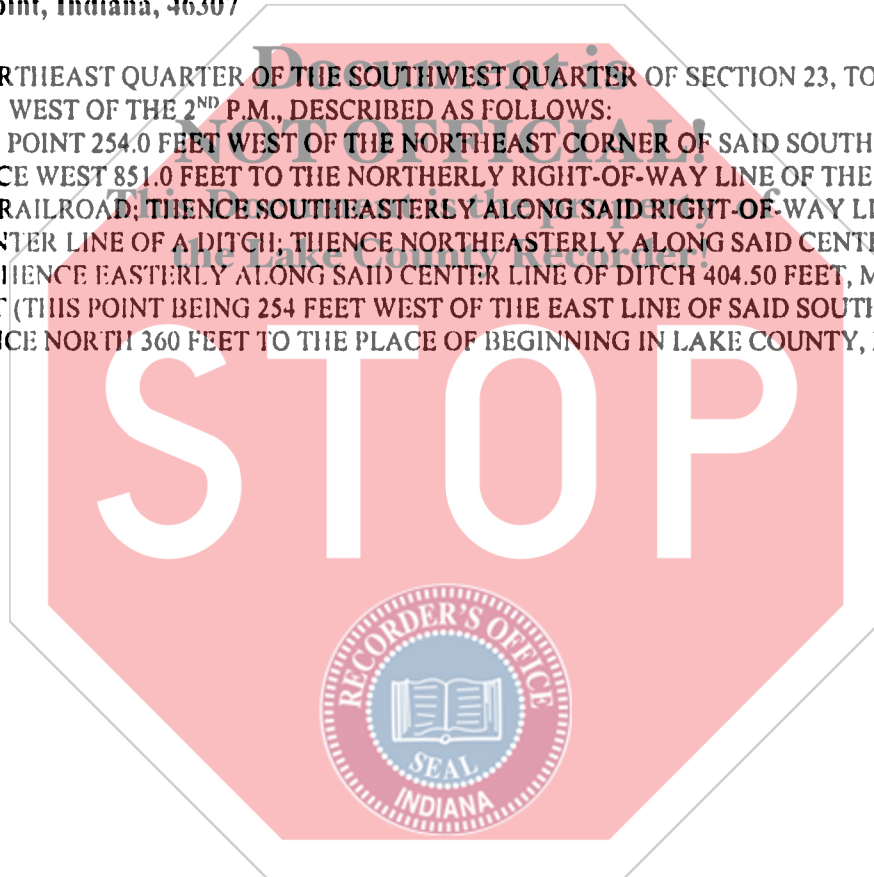 oint, Indiana, 46307
Document is
RTHEAST QUARTER OF THE SOUTHWEST QUARTER OF SECTION 23, TO
WEST OF THE 2ND P.M., DESCRIBED AS FOLLOWS:
NOT OFFICIAL!
POINT 254.0 FEET WEST OF THE NORTHEAST CORNER OF SAID SOUTH
CE WEST 851.0 FEET TO THE NORTHERLY RIGHT-OF-WAY LINE OF THE
This Document is the property of
RAILROAD; THENCE SOUTHEASTERLY ALONG SAID RIGHT-OF-WAY LI
NTER LINE OF A DITCH; THENCE NORTHEASTERLY ALONG SAID CENTE
the Lake County Recorder!
HENCE EASTERLY ALONG SAID CENTER LINE OF DITCH 404.50 FEET, M
T (THIS POINT BEING 254 FEET WEST OF THE EAST LINE OF SAID SOUTH
CE NORTH 360 FEET TO THE PLACE OF BEGINNING IN LAKE COUNTY,
STOP
RECORDER'S OFFICE
SEAL
INDIANA